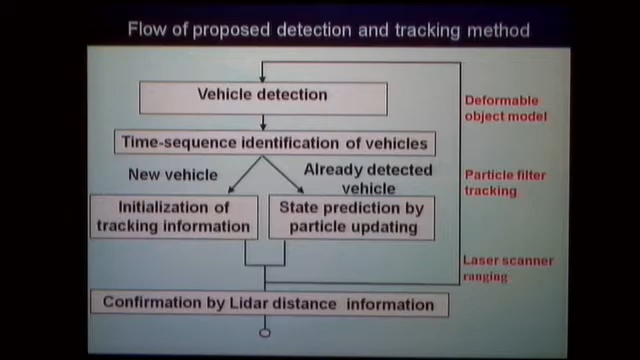 Flow of proposed detection and tracking method
Vehicle detection
Deformable
object model
Time-sequence identification of vehicles
New vehicle
Already detected
vehicle
Particle filter
tracking
Initialization of
tracking information
State prediction by
particle updating
Laser scanner
ranging
Confirmation by Lidar distance information